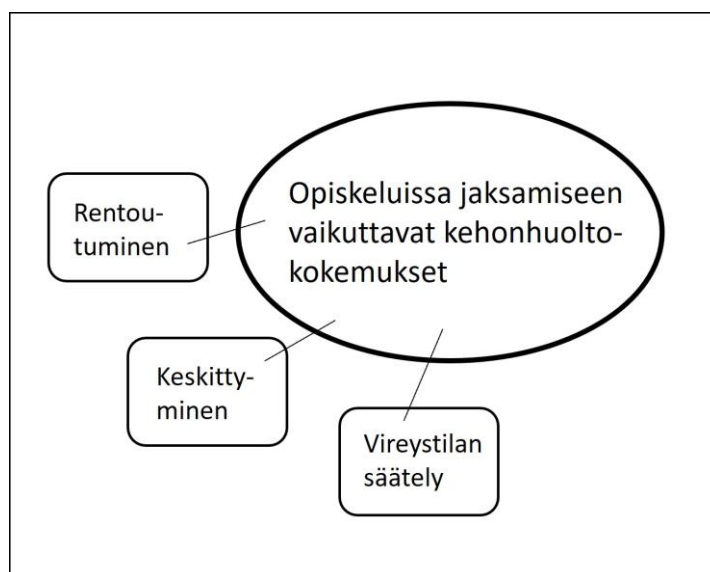 Opiskeluissa jaksamiseen
vaikuttavat kehonhuolto-
kokemukset
Rentou-
tuminen
Keskitty-
minen
Vireystilan
säätely